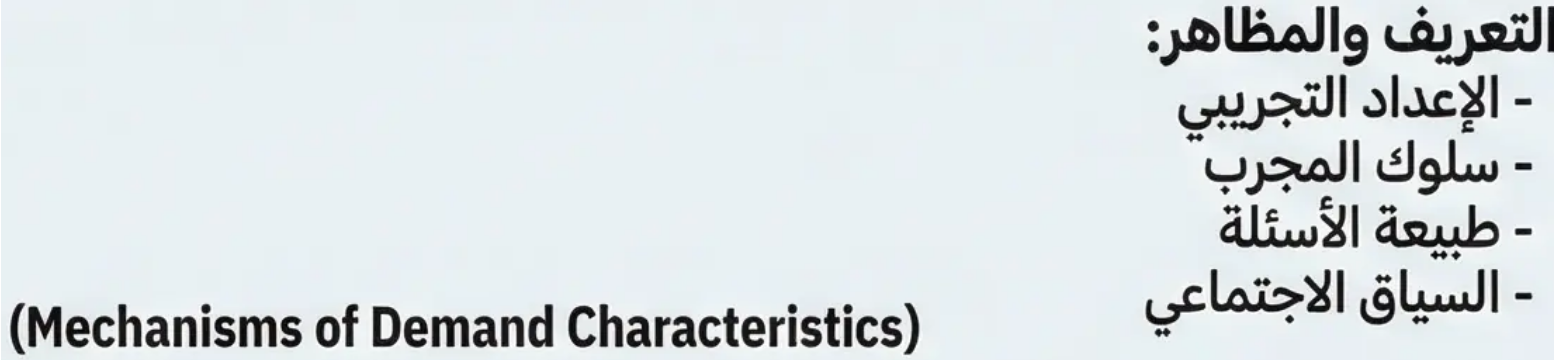 التعريف والمظاهر:
- الإعداد التجريبي
- سلوك المجرب
- طبيعة الأسئلة
- السياق الاجتماعي
(Mechanisms of Demand Characteristics)